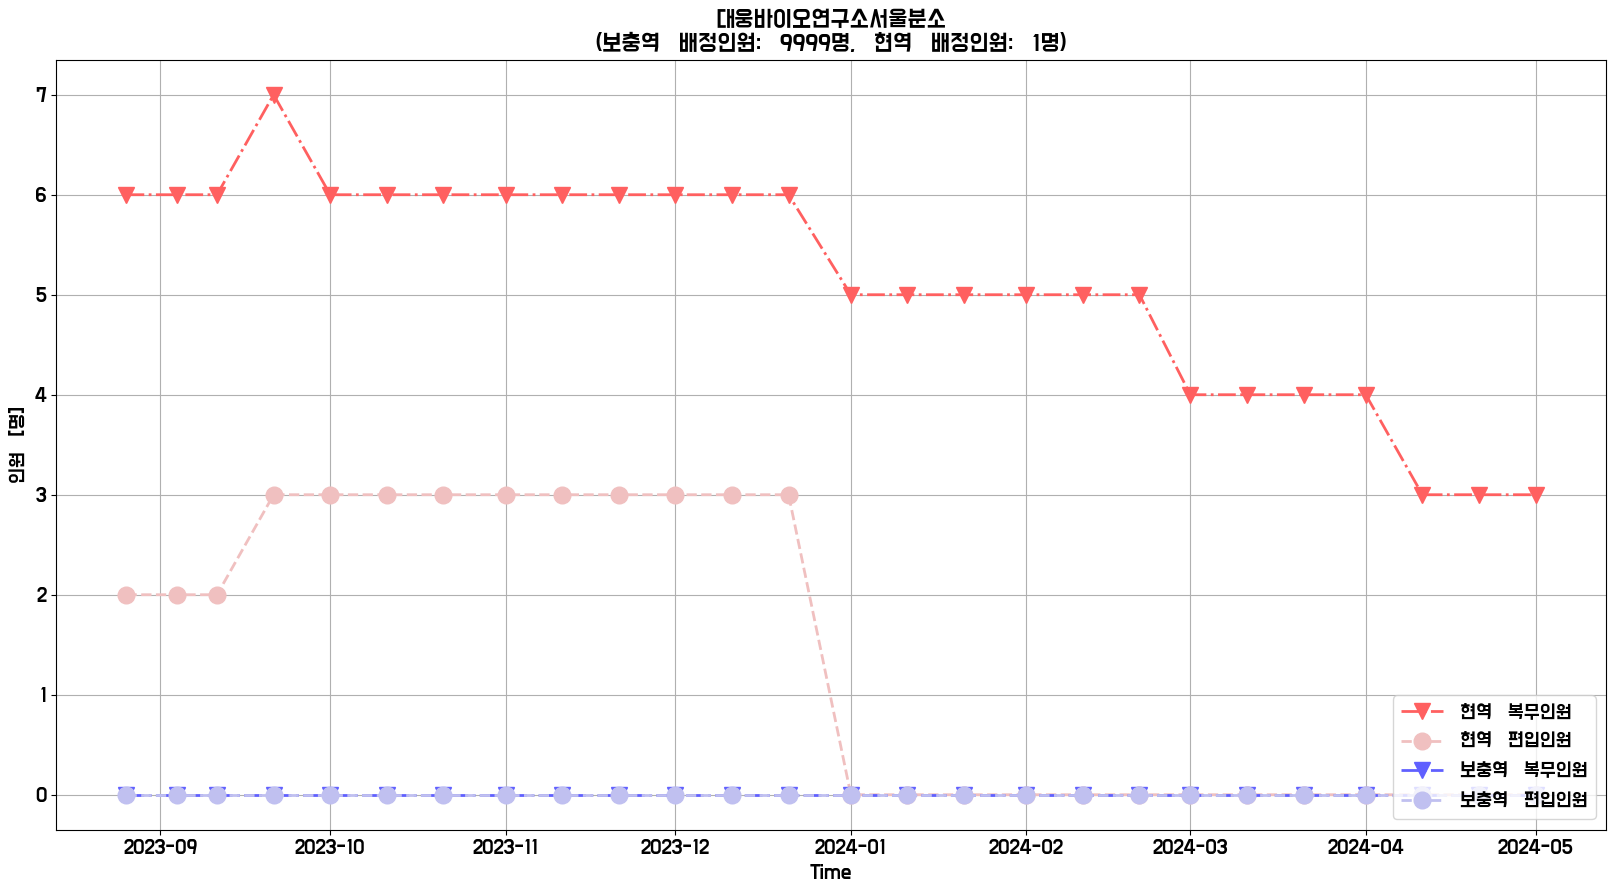 대웅바이오연구소서울분소
(보충역 배정인원: 9999명, 현역 배정인원: 1명)
7
6
5
4
3
2
1
0
인원 [명]
2023-09
2023-10
2023-11
2023-12
2024-01
2024-02
2024-03
2024-04
2024-05
Time
현역 복무인원
현역 편입인원
보충역 복무인원
보충역 편입인원